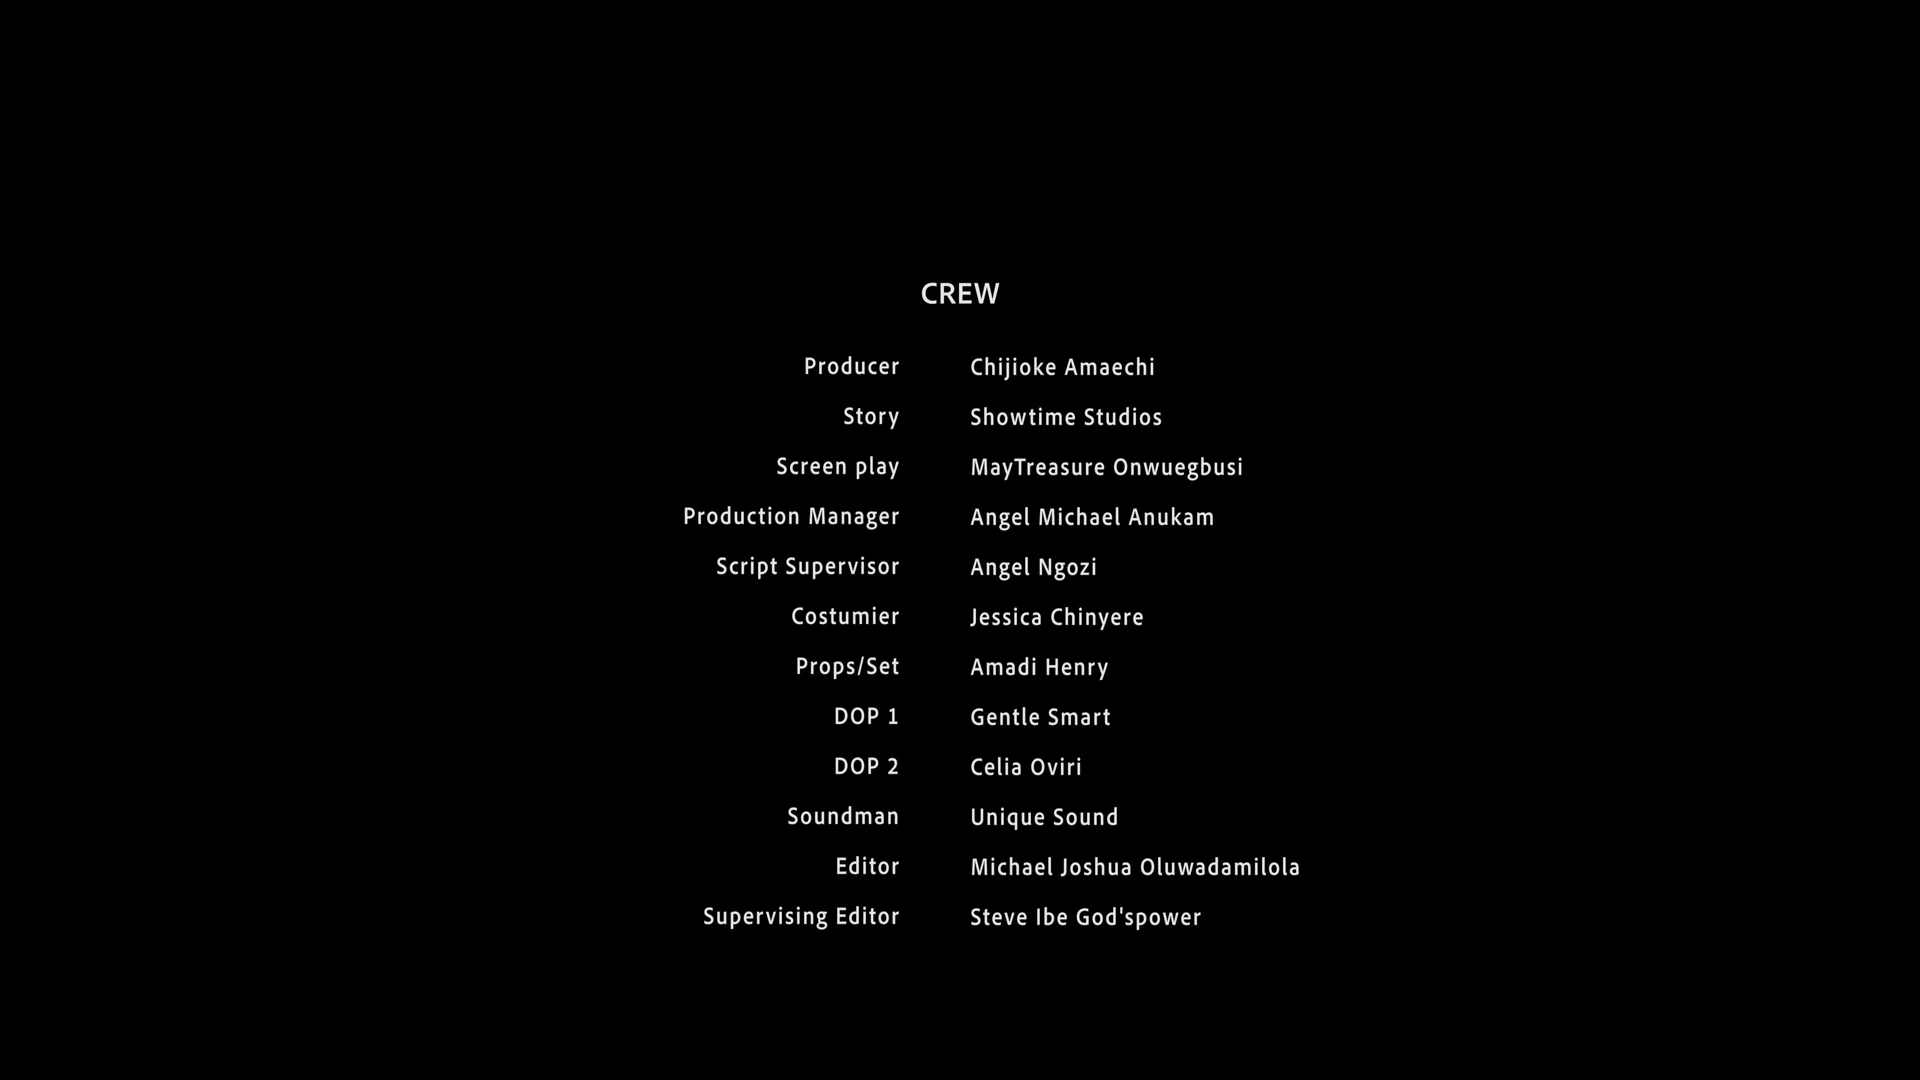 CREW
Producer Chijioke Amaechi
Story Showtime Studios
Screen play MayTreasure Onwuegbusi
Production Manager Angel Michael Anukam
Script Supervisor Angel Ngozi
Costumier Jessica Chinyere
Props/Set Amadi Henry
DOP 1 Gentle Smart
DOP 2 Celia Oviri
Soundman Unique Sound
Editor Michael Joshua Oluwadamilola
Supervising Editor Steve Ibe God'spower